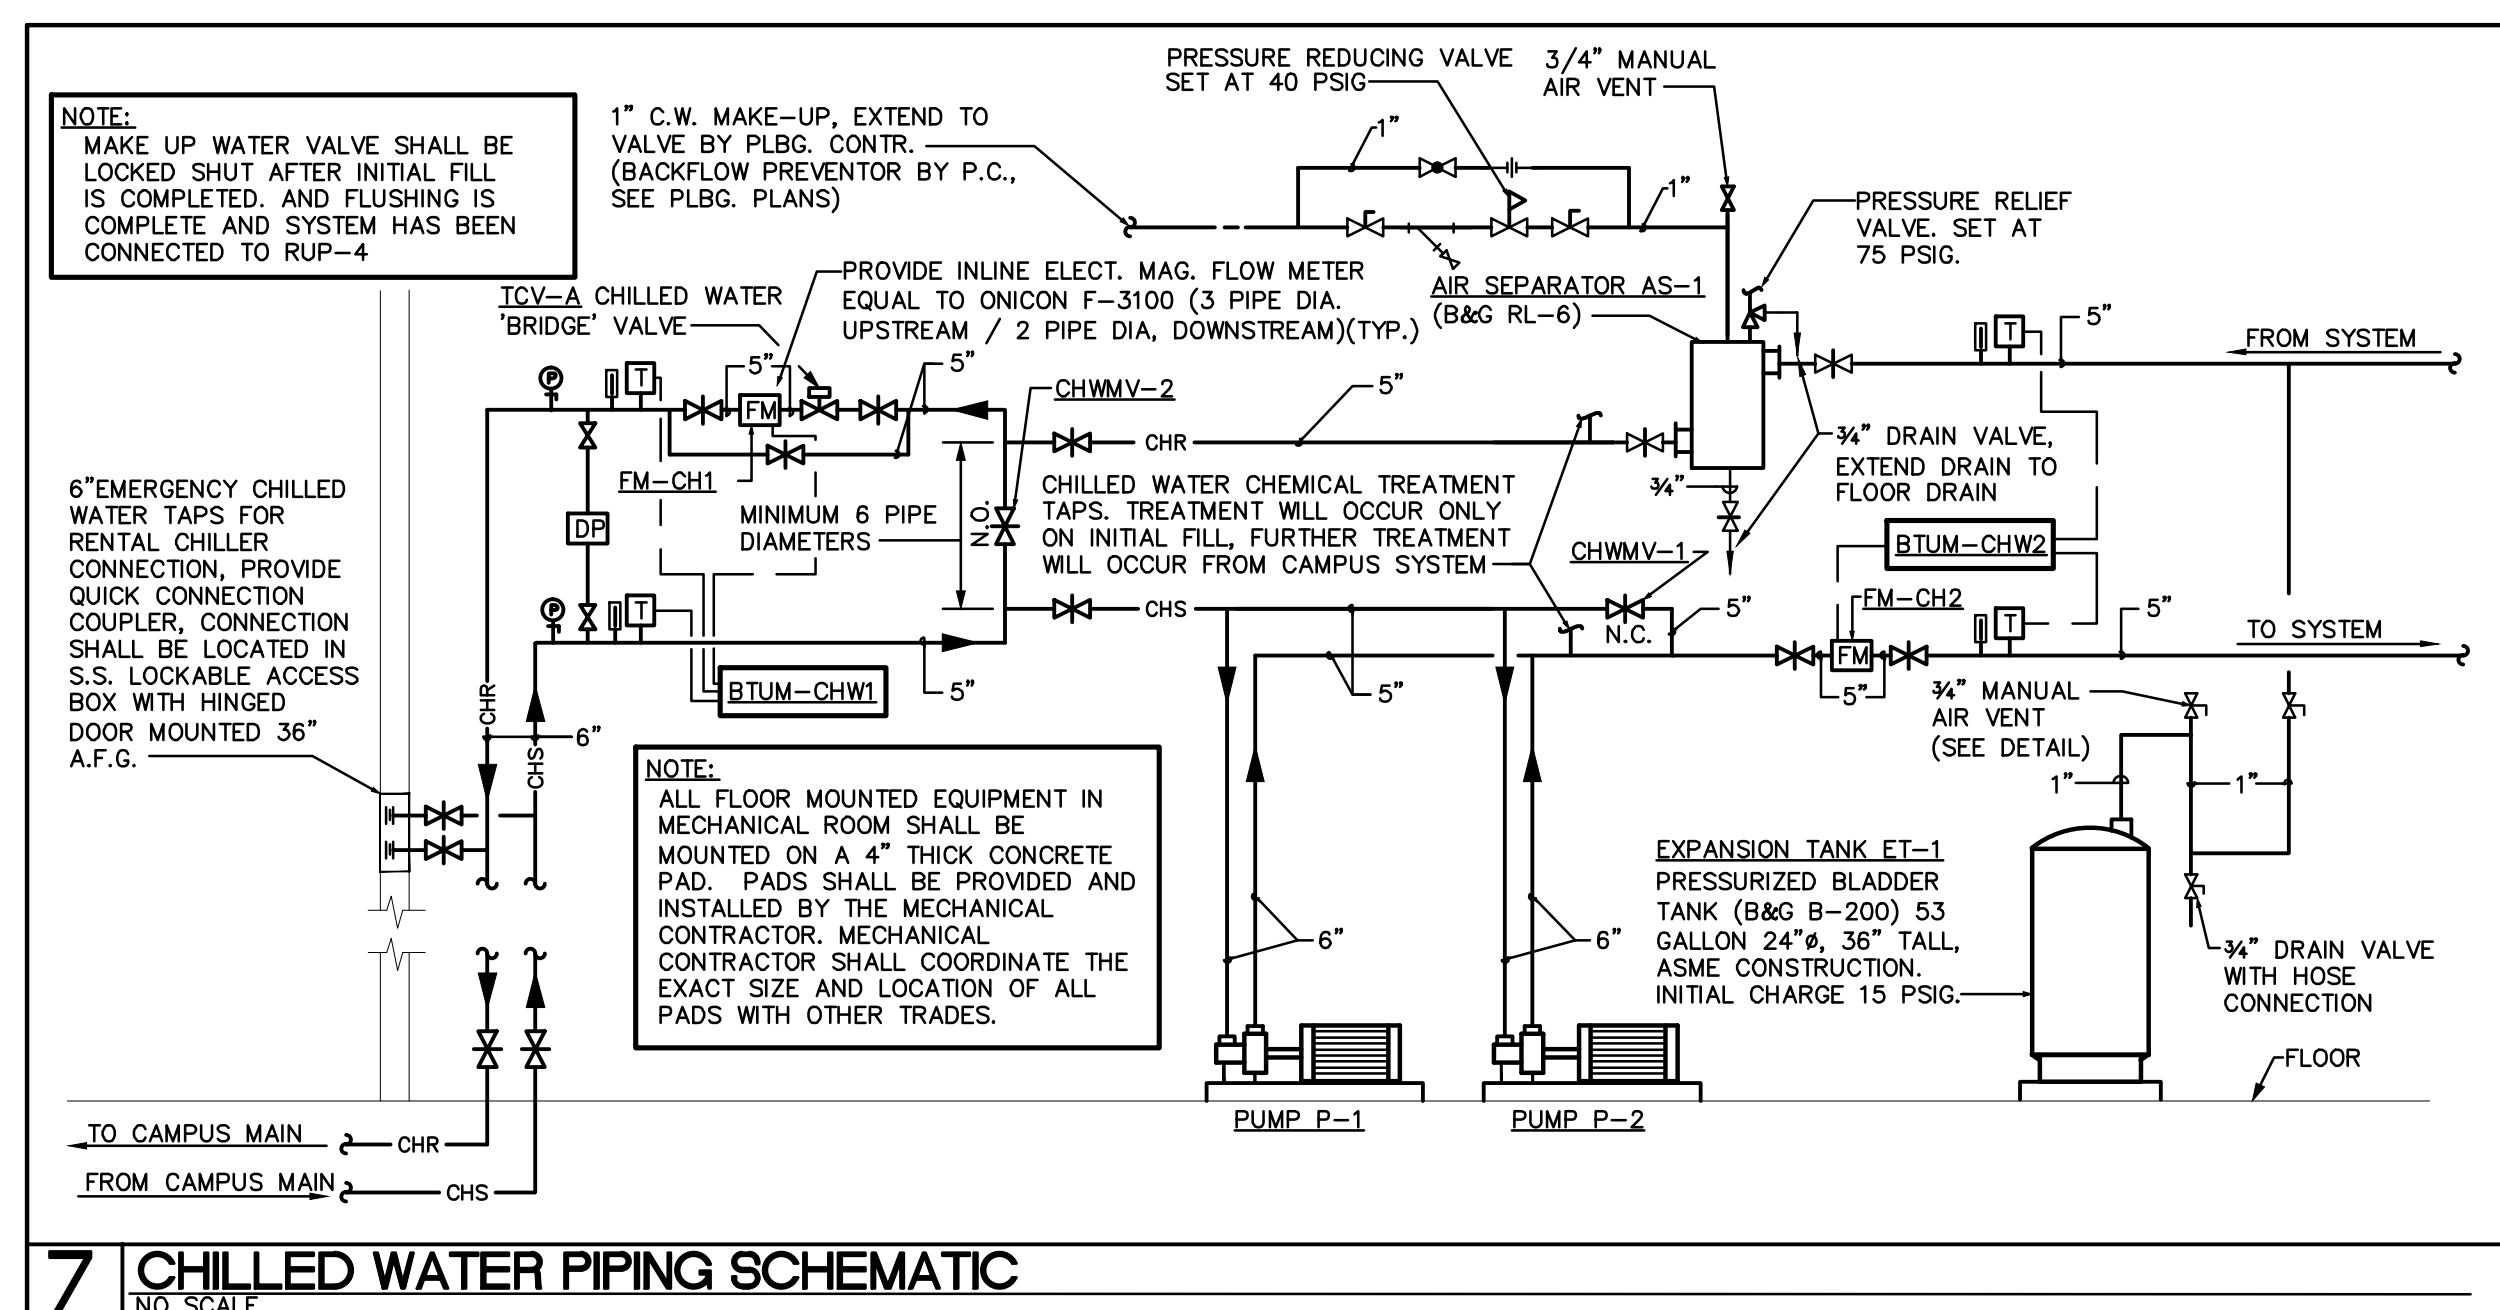 NOTE:
MAKE UP WATER VALVE SHALL BE
LOCKED SHUT AFTER INITIAL FILL
IS COMPLETED. AND FLUSHING IS
COMPLETE AND SYSTEM HAS BEEN
CONNECTED TO RUP-4
1" C.W. MAKE-UP, EXTEND TO
VALVE BY PLBG. CONTR.
(BACKFLOW PREVENTOR BY P.C.,
SEE PLBG. PLANS)
PRESSURE REDUCING VALVE
SET AT 40 PSIG
3/4" MANUAL
AIR VENT
1"
1"
PRESSURE RELIEF
VALVE. SET AT
75 PSIG.
TCV-A CHILLED WATER
'BRIDGE' VALVE
PROVIDE INLINE ELECT. MAG. FLOW METER
EQUAL TO ONICON F-3100 (3 PIPE DIA.
UPSTREAM / 2 PIPE DIA, DOWNSTREAM)(TYP.)
AIR SEPARATOR AS-1
(B&G RL-6)
T
5"
FROM SYSTEM
P
T
5"
5"
FM
CHWMV-2
5"
CHR
3/4" DRAIN VALVE,
EXTEND DRAIN TO
FLOOR DRAIN
FM-CH1
3/4"
6"EMERGENCY CHILLED
WATER TAPS FOR
RENTAL CHILLER
CONNECTION, PROVIDE
QUICK CONNECTION
COUPLER, CONNECTION
SHALL BE LOCATED IN
S.S. LOCKABLE ACCESS
BOX WITH HINGED
DOOR MOUNTED 36"
A.F.G.
DP
MINIMUM 6 PIPE
DIAMETERS
N.O.
CHILLED WATER CHEMICAL TREATMENT
TAPS. TREATMENT WILL OCCUR ONLY
ON INITIAL FILL, FURTHER TREATMENT
WILL OCCUR FROM CAMPUS SYSTEM
CHWMV-1
BTUM-CHW2
P
T
CHS
N.C.
5"
FM-CH2
FM
T
5"
TO SYSTEM
BTUM-CHW1
5"
5"
5"
CHR
CHS
6"
3/4" MANUAL
AIR VENT
(SEE DETAIL)
1"
1"
NOTE:
ALL FLOOR MOUNTED EQUIPMENT IN
MECHANICAL ROOM SHALL BE
MOUNTED ON A 4" THICK CONCRETE
PAD. PADS SHALL BE PROVIDED AND
INSTALLED BY THE MECHANICAL
CONTRACTOR. MECHANICAL
CONTRACTOR SHALL COORDINATE THE
EXACT SIZE AND LOCATION OF ALL
PADS WITH OTHER TRADES.
6"
6"
EXPANSION TANK ET-1
PRESSURIZED BLADDER
TANK (B&G B-200) 53
GALLON 24"ø, 36" TALL,
ASME CONSTRUCTION.
INITIAL CHARGE 15 PSIG.
3/4" DRAIN VALVE
WITH HOSE
CONNECTION
FLOOR
PUMP P-1
PUMP P-2
TO CAMPUS MAIN
CHR
FROM CAMPUS MAIN
CHS
7
CHILLED WATER PIPING SCHEMATIC
NO SCALE